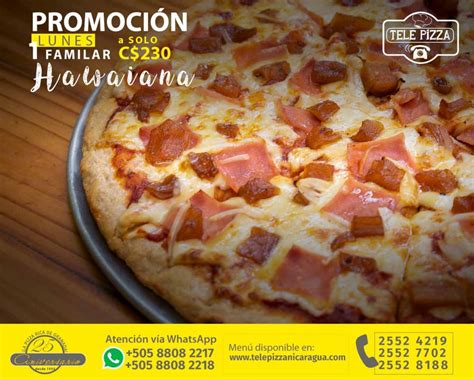 PROMOCIÓN
LUNES a SOLO
1 FAMILIAR C$230
Hawaiana
TELE PIZZA
25
Aniversario
Atención vía WhatsApp
+505 8808 2217
+505 8808 2218
Menú disponible en:
www.telepizzanicaragua.com
2552 4219
2552 7702
2552 8188